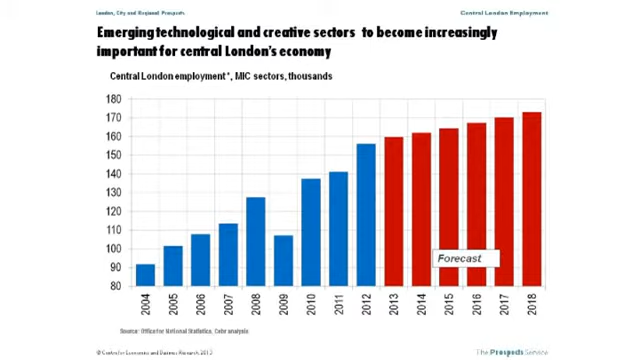 London, City and Regional Prospects
Central London Employment
Emerging technological and creative sectors to become increasingly
important for central London's economy
Central London employment*, MIC sectors, thousands
180
170
160
150
140
130
120
110
100
90
80
Forecast
2004 2005 2006 2007 2008 2009 2010 2011 2012 2013 2014 2015 2016 2017 2018
Source: Office for National Statistics, Cebr analysis
© Centre for Economics and Business Research, 2013
The Prospects Service